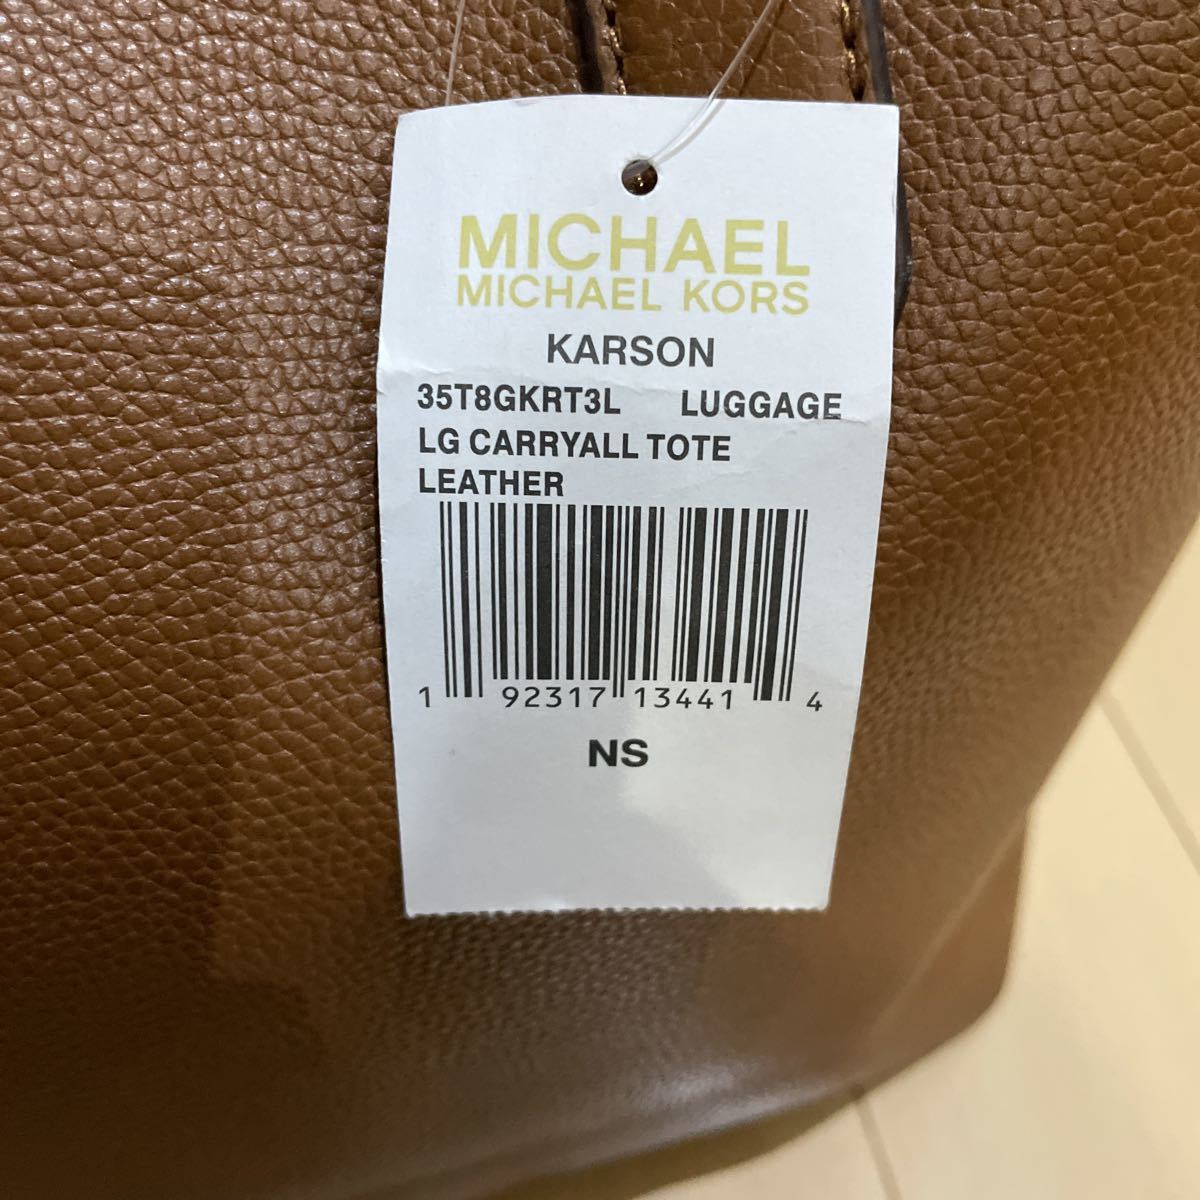 MICHAEL
MICHAEL KORS
KARSON
35T8GKRT3L LUGGAGE
LG CARRYALL TOTE
LEATHER
1 92317 13441 4
NS